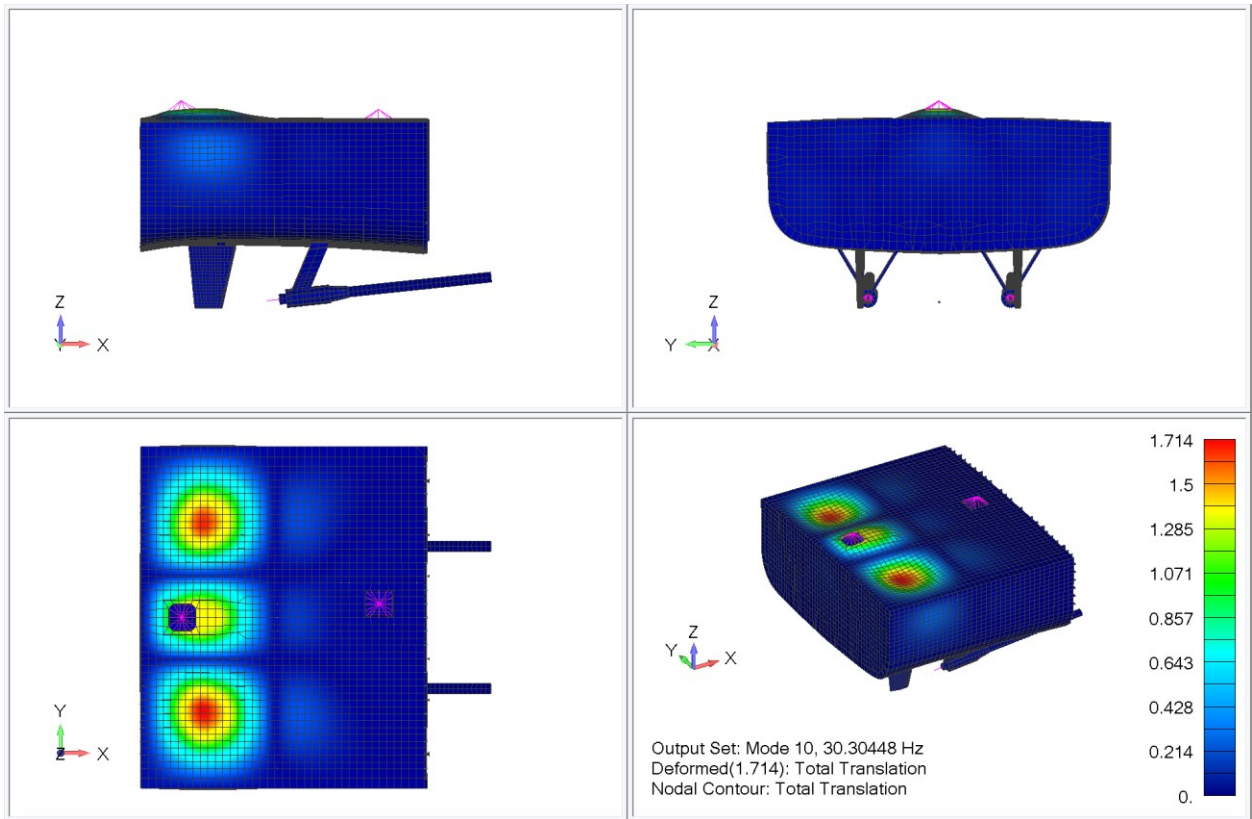 Z
Y X
Z
Y X
Y
Z X
Z
Y X
Output Set: Mode 10, 30.30448 Hz
Deformed(1.714): Total Translation
Nodal Contour: Total Translation
1.714
1.5
1.285
1.071
0.857
0.643
0.428
0.214
0.